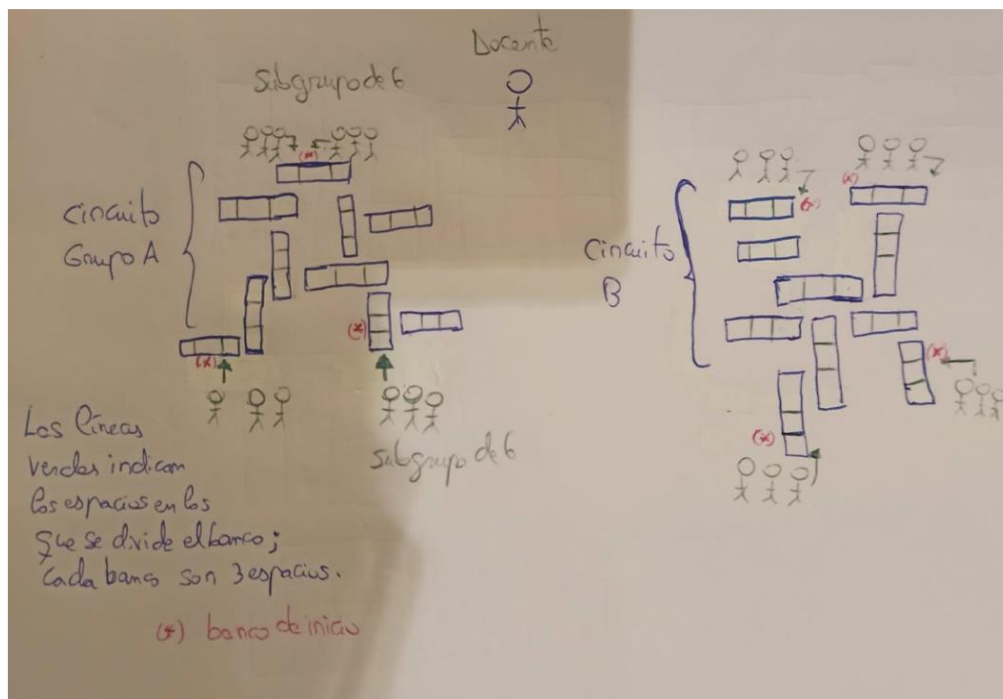 Docente
Subgrupo de 6
(*)
Circuito
Grupo A
(*)
(*)
Subgrupo de 6
Las líneas
verdes indican
los espacios en los
que se divide el banco;
Cada banco son 3 espacios.
(*) banco de inicio
(*)
(*)
Circuito
B
(*)
(*)